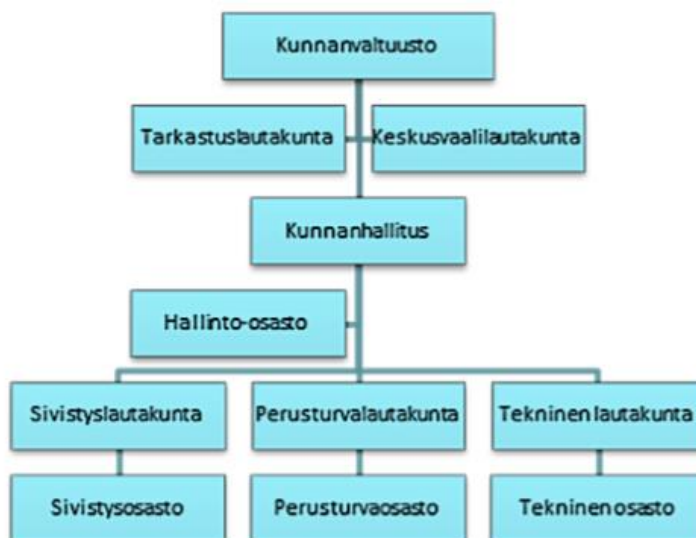 Kunnanvaltuusto
Tarkastuslautakunta
Keskusvaalilautakunta
Kunnanhallitus
Hallinto-osasto
Sivistyslautakunta
Perusturvalautakunta
Tekninen lautakunta
Sivistysosasto
Perusturvaosasto
Tekninen osasto